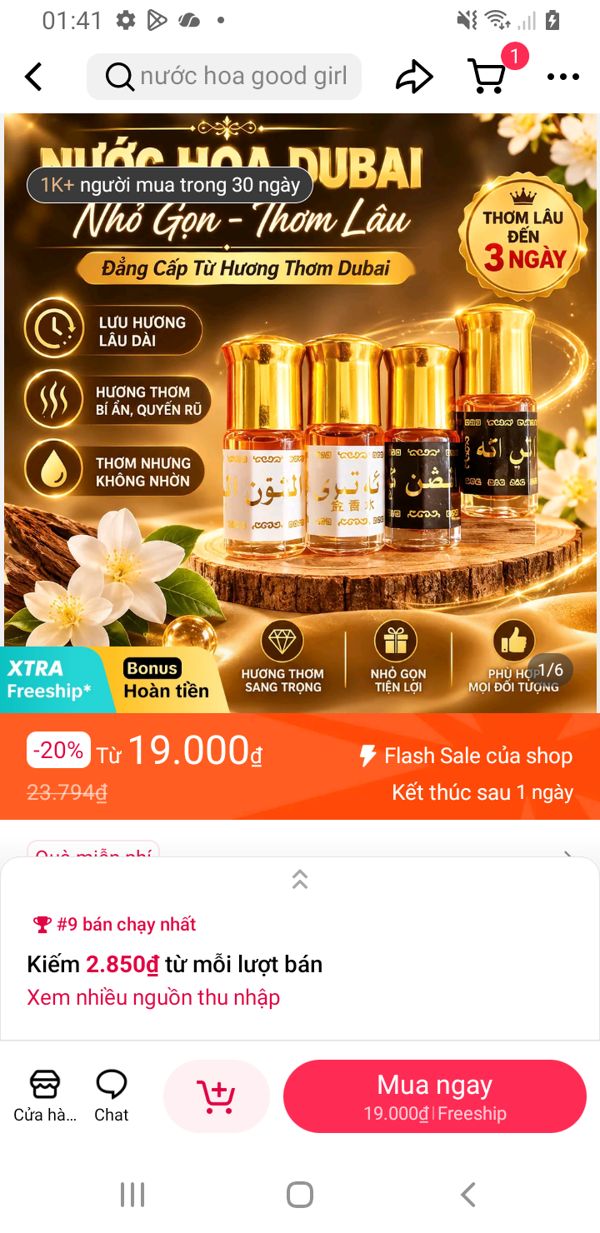 01:41
nước hoa good girl
1
NƯỚC HOA DUBAI
1K+ người mua trong 30 ngày
Nhỏ Gọn - Thơm Lâu
Đẳng Cấp Từ Hương Thơm Dubai
THƠM LÂU
ĐẾN
3 NGÀY
LƯU HƯƠNG
LÂU DÀI
HƯƠNG THƠM
BÍ ẨN, QUYẾN RŨ
THƠM NHƯNG
KHÔNG NHỜN
XTRA
Freeship*
Bonus
Hoàn tiền
HƯƠNG THƠM
SANG TRỌNG
NHỎ GỌN
TIỆN LỢI
PHÙ HỢP
MỌI ĐỐI TƯỢNG
1/6
-20% Từ 19.000₫
23.794₫
Flash Sale của shop
Kết thúc sau 1 ngày
Quà miễn phí
#9 bán chạy nhất
Kiếm 2.850₫ từ mỗi lượt bán
Xem nhiều nguồn thu nhập
Cửa hà...
Chat
Mua ngay
19.000₫ | Freeship